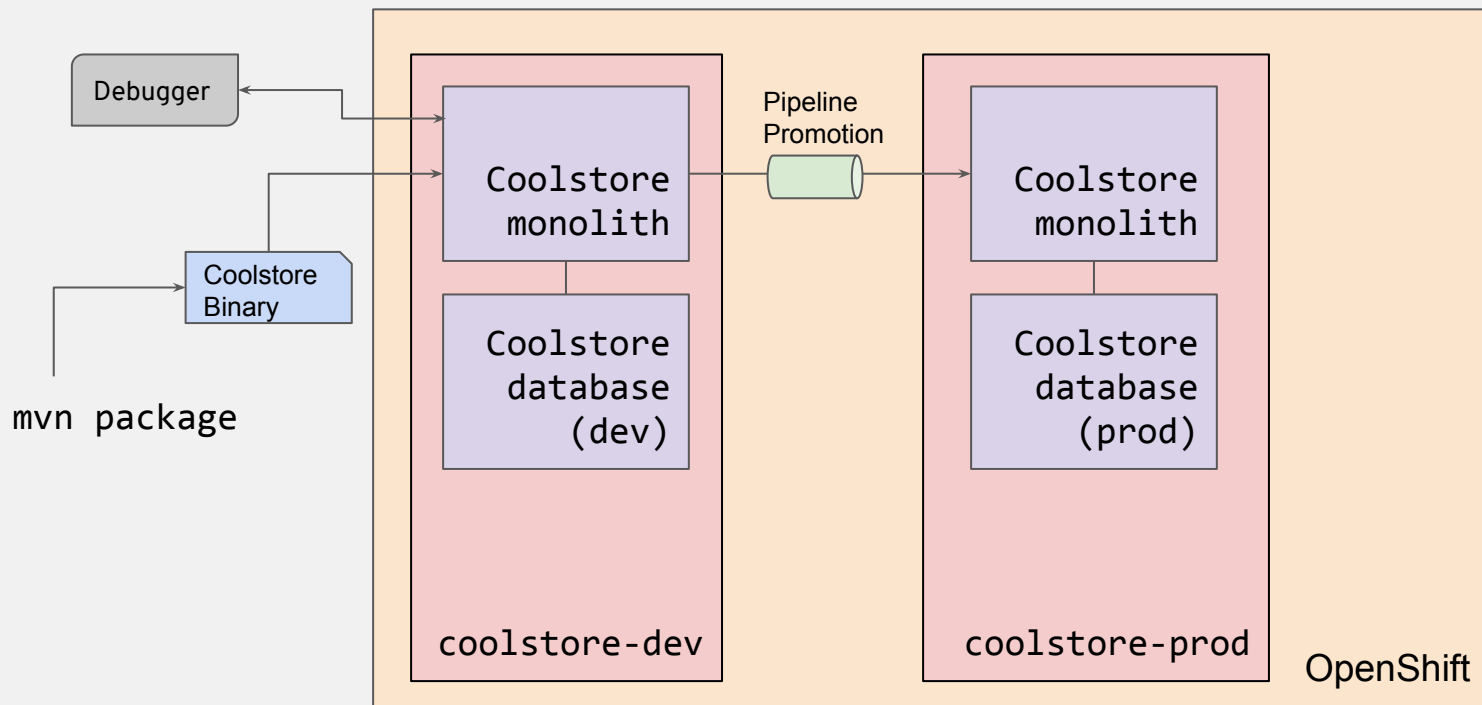 Debugger
Pipeline
Promotion
Coolstore
monolith
Coolstore
monolith
Coolstore
Binary
Coolstore
database
(dev)
Coolstore
database
(prod)
mvn package
coolstore-dev
coolstore-prod
OpenShift